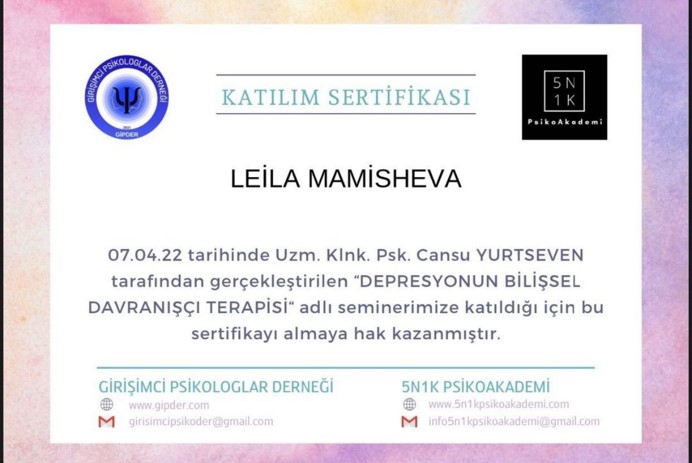 GİRİŞİMCİ PSİKOLOGLAR DERNEĞİ
GİPDER
KATILIM SERTİFİKASI
5N
1K
PsikoAkademi
LEİLA MAMİSHEVA
07.04.22 tarihinde Uzm. Klnk. Psk. Cansu YURTSEVEN
tarafından gerçekleştirilen “DEPRESYONUN BİLİŞSEL
DAVRANIŞÇI TERAPİSİ“ adlı seminerimize katıldığı için bu
sertifikayı almaya hak kazanmıştır.
GİRİŞİMCİ PSİKOLOGLAR DERNEĞİ
www.gipder.com
girisimcipsikoder@gmail.com
5N1K PSİKOAKADEMİ
www.5n1kpsikoakademi.com
info5n1kpsikoakademi@gmail.com